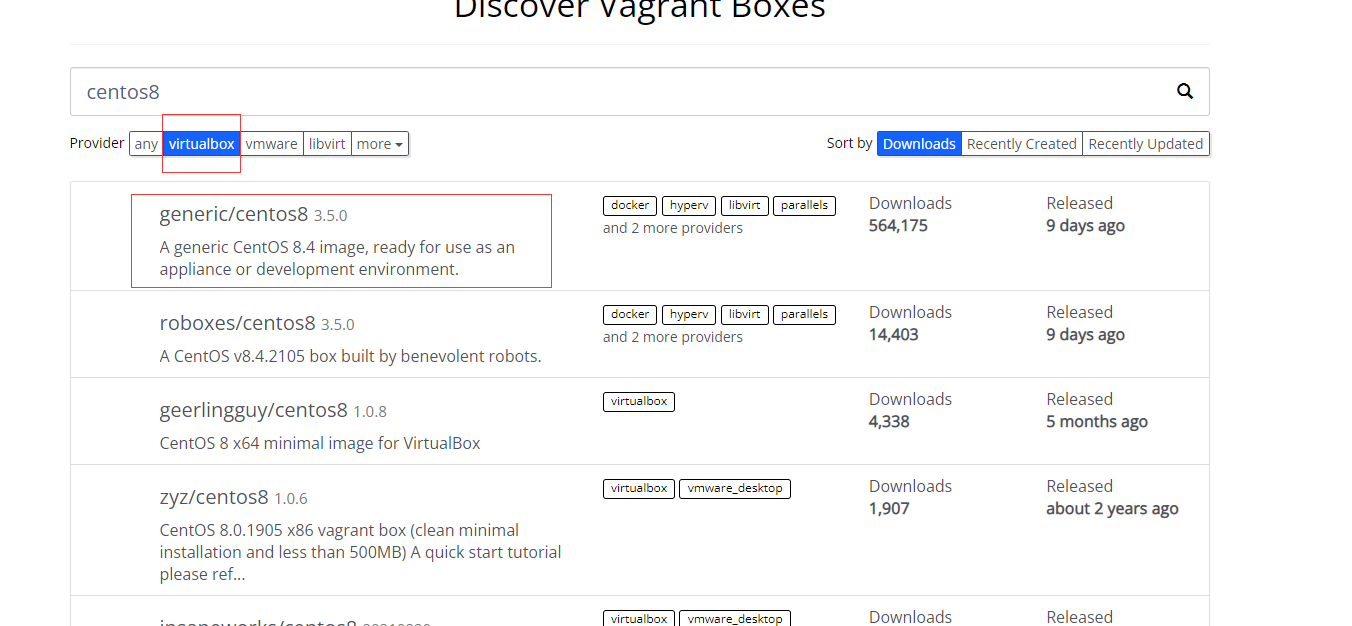 Discover Vagrant Boxes
centos8
Provider any virtualbox vmware libvirt more Sort by Downloads Recently Created Recently Updated
generic/centos8 3.5.0
A generic CentOS 8.4 image, ready for use as an
appliance or development environment.
docker hyperv libvirt parallels
and 2 more providers
Downloads
564,175
Released
9 days ago
roboxes/centos8 3.5.0
A CentOS v8.4.2105 box built by benevolent robots.
docker hyperv libvirt parallels
and 2 more providers
Downloads
14,403
Released
9 days ago
geerlingguy/centos8 1.0.8
CentOS 8 x64 minimal image for VirtualBox
virtualbox
Downloads
4,338
Released
5 months ago
zyz/centos8 1.0.6
CentOS 8.0.1905 x86 vagrant box (clean minimal
installation and less than 500MB) A quick start tutorial
please ref...
virtualbox vmware_desktop
Downloads
1,907
Released
about 2 years ago
virtualbox vmware_desktop
Downloads
Released